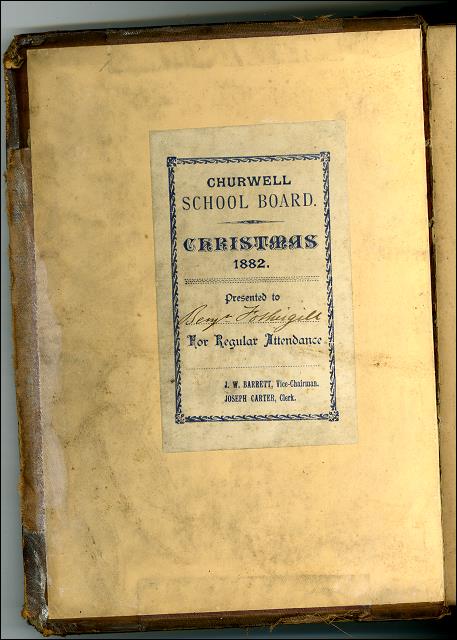 CHURWELL
SCHOOL BOARD.
CHRISTMAS
1882.
Presented to
Benjn Fothergill
For Regular Attendance
J. W. BARRETT, Vice-Chairman.
JOSEPH CARTER, Clerk.